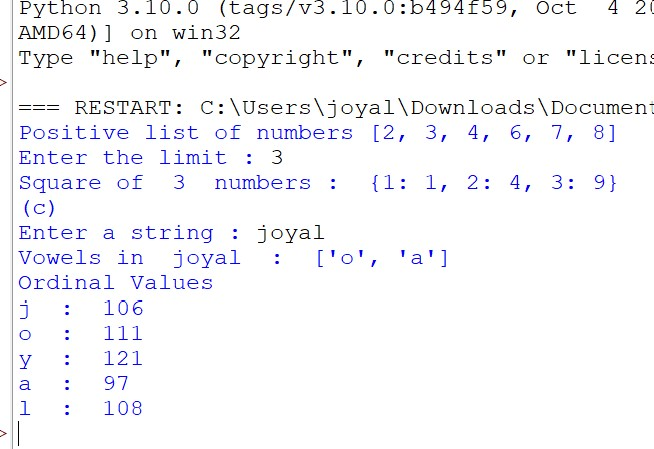 Python 3.10.0 (tags/v3.10.0:b494f59, Oct 4
AMD64)] on win32
Type "help", "copyright", "credits" or
=== RESTART: C:\Users\joyal\Downloads\Document
Positive list of numbers [2, 3, 4, 6, 7, 8]
Enter the limit : 3
Square of 3 numbers : {1: 1, 2: 4, 3: 9}
(c)
Enter a string : joyal
Vowels in joyal : ['o', 'a']
Ordinal Values
j : 106
o : 111
y : 121
a : 97
l : 108